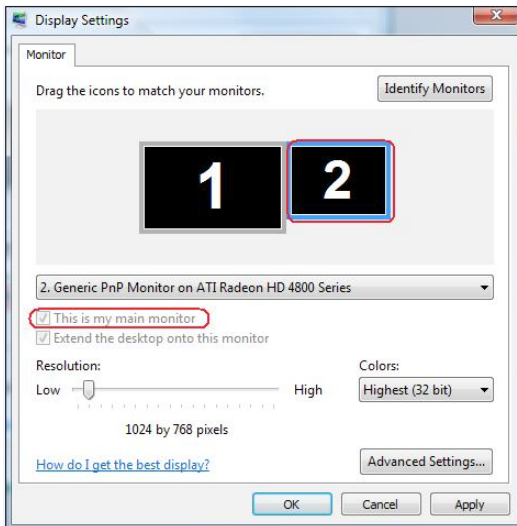 Display Settings
Monitor
Drag the icons to match your monitors.
Identify Monitors
1
2
2. Generic PnP Monitor on ATI Radeon HD 4800 Series
This is my main monitor
Extend the desktop onto this monitor
Resolution:
Colors:
Low
High
Highest (32 bit)
1024 by 768 pixels
How do I get the best display?
Advanced Settings...
OK
Cancel
Apply